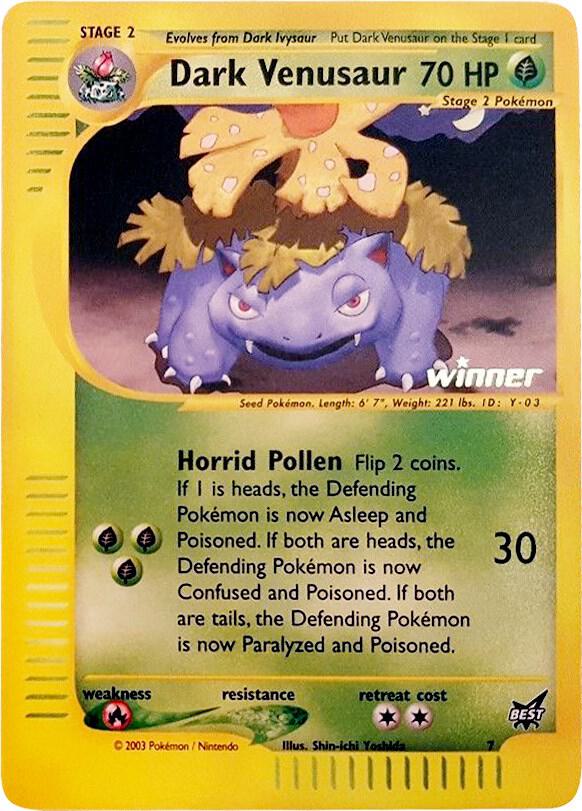 STAGE 2
Evolves from Dark Ivysaur Put Dark Venusaur on the Stage 1 card
Dark Venusaur 70 HP
Stage 2 Pokémon
winner
Seed Pokémon. Length: 6' 7", Weight: 221 lbs. ID: Y-03
Horrid Pollen Flip 2 coins.
If 1 is heads, the Defending
Pokémon is now Asleep and
Poisoned. If both are heads, the
Defending Pokémon is now
Confused and Poisoned. If both
are tails, the Defending Pokémon
is now Paralyzed and Poisoned.
30
weakness resistance retreat cost
BEST
© 2003 Pokémon / Nintendo Illus. Shin-ichi Yoshida 7